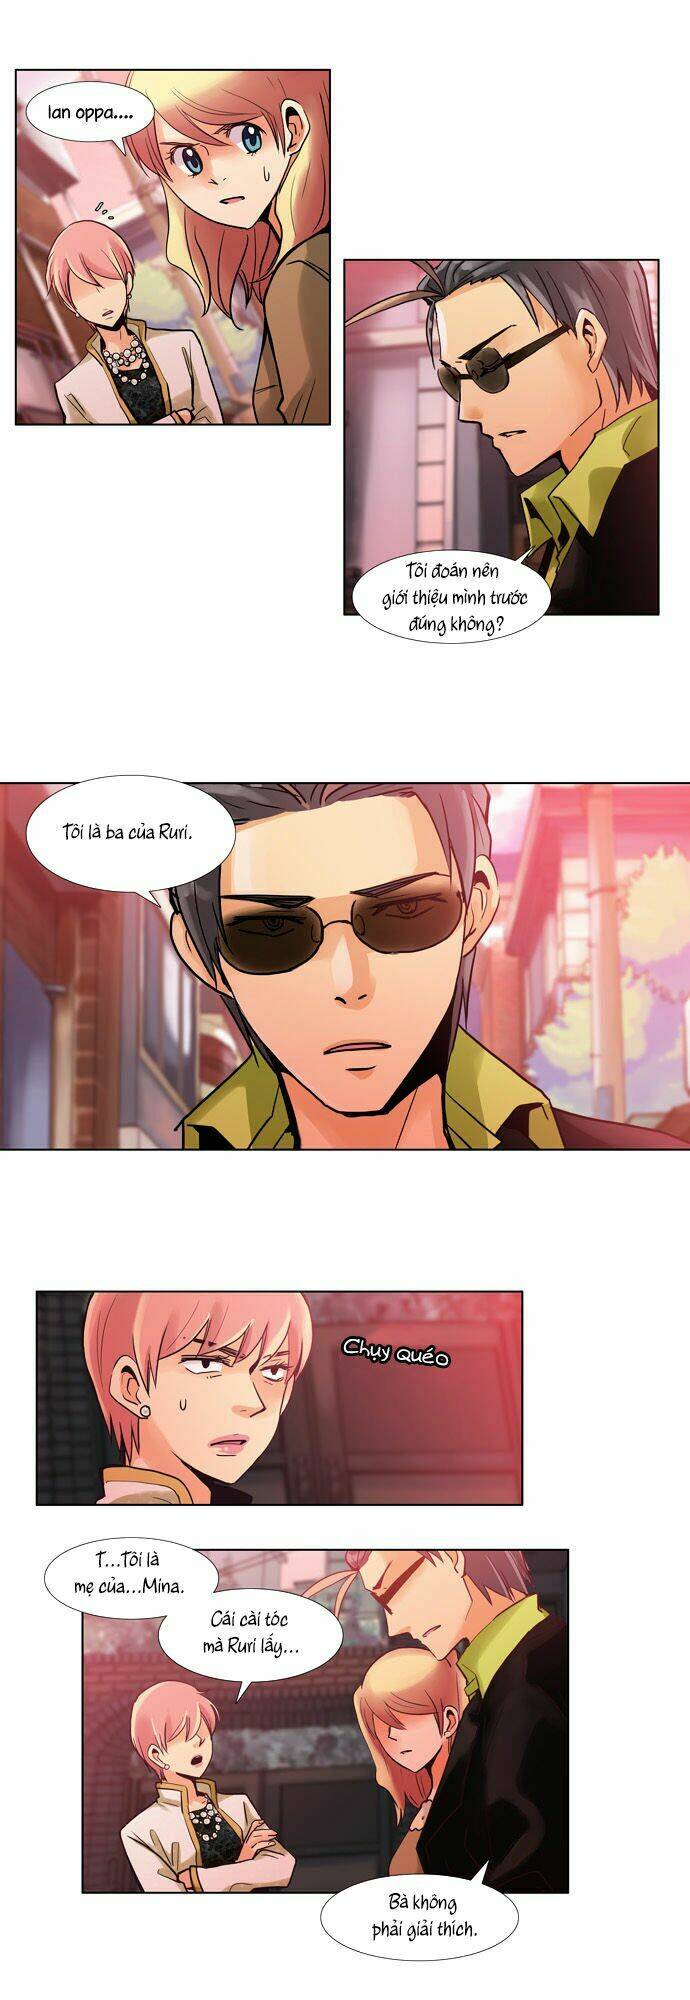 Ian oppa....
Tôi đoán nên
giới thiệu mình trước
đúng không?
Tôi là ba của Ruri.
Chụy Quéo
T...Tôi là
mẹ của...Mina.
Cái cài tóc
mà Ruri lấy...
Bà không
phải giải thích.